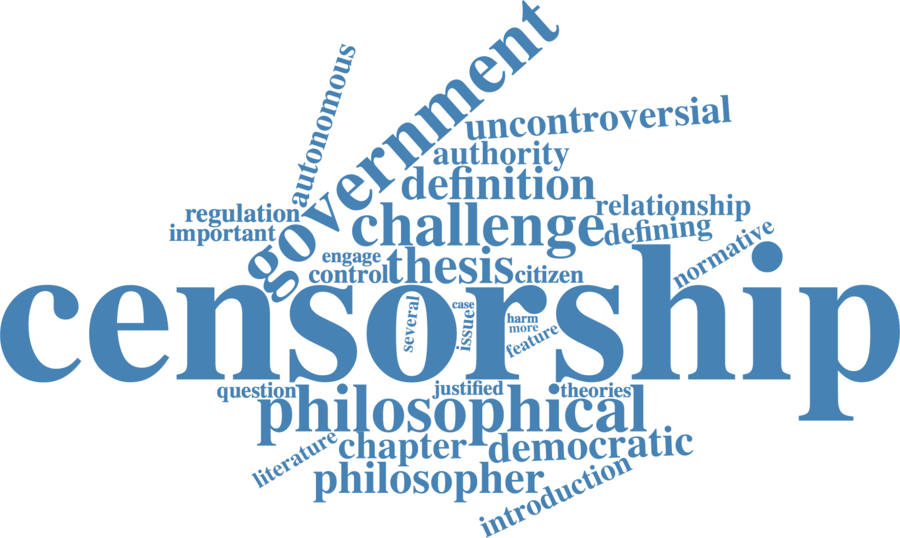 autonomous
government
uncontroversial
authority
definition
regulation
relationship
important
challenge
defining
engage
thesis
normative
control
citizen
censorship
several
case
issue
harm
more
feature
question
justified
theories
philosophical
literature
chapter
democratic
philosopher
introduction